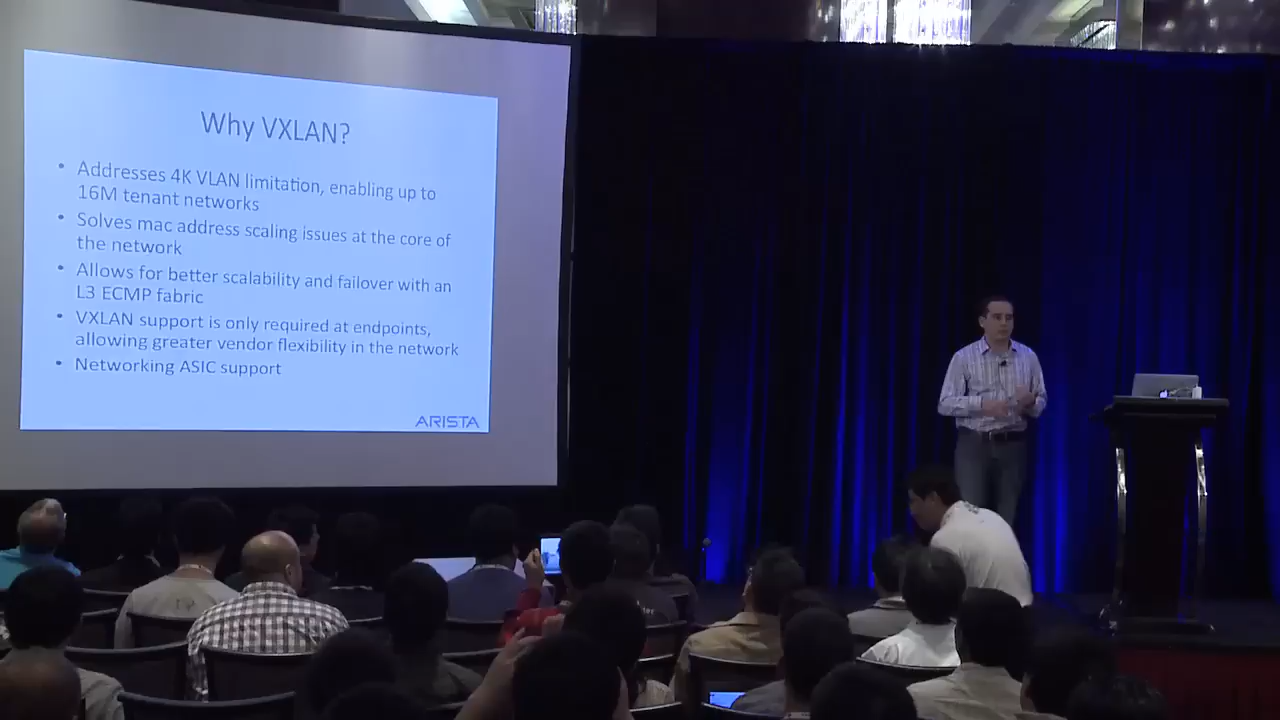 Why VXLAN?
• Addresses 4K VLAN limitation, enabling up to
16M tenant networks
• Solves mac address scaling issues at the core of
the network
• Allows for better scalability and failover with an
L3 ECMP fabric
• VXLAN support is only required at endpoints,
allowing greater vendor flexibility in the network
• Networking ASIC support
ARISTA